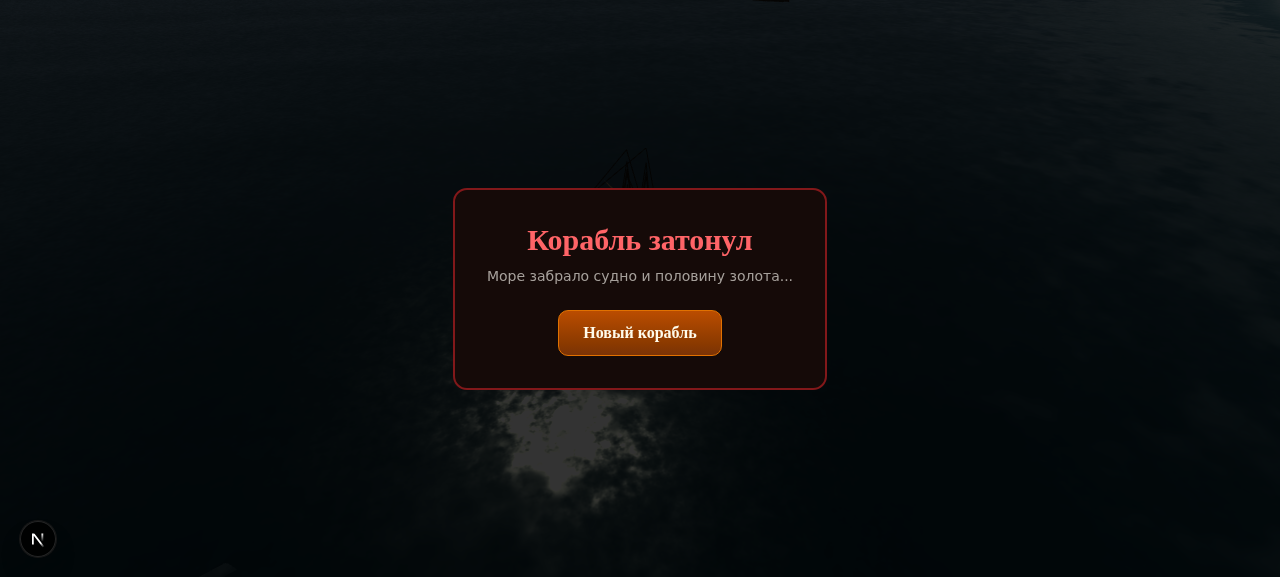 Корабль затонул
Море забрало судно и половину золота...
Новый корабль
N